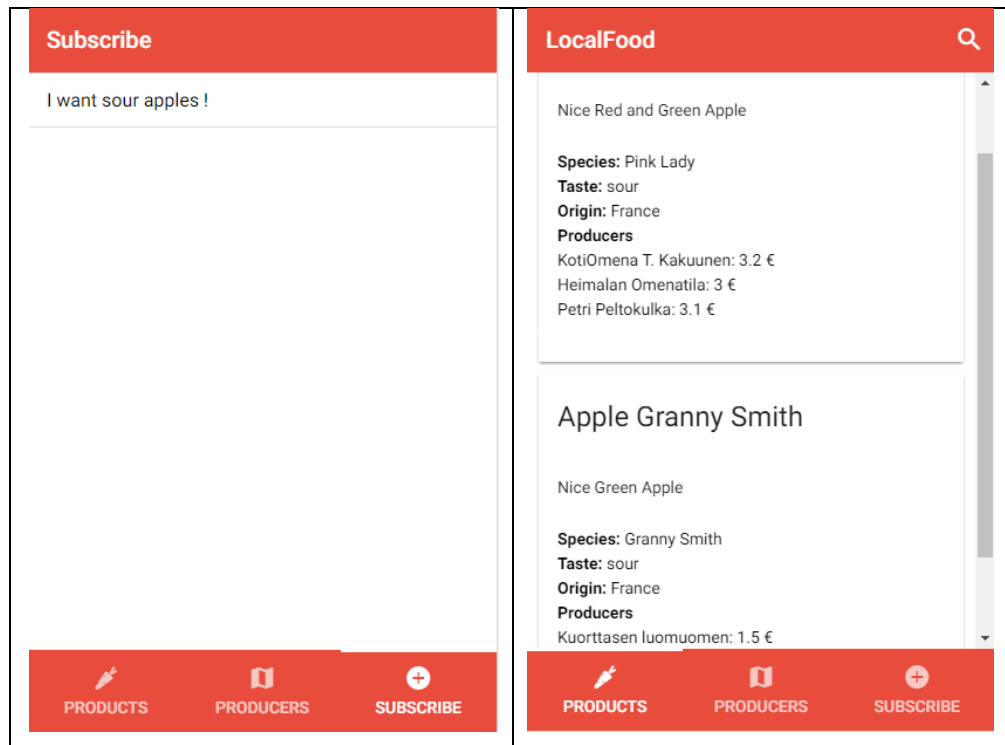 Subscribe
I want sour apples !
PRODUCTS
PRODUCERS
SUBSCRIBE
LocalFood
Nice Red and Green Apple
Species: Pink Lady
Taste: sour
Origin: France
Producers
KotiOmena T. Kakuunen: 3.2 €
Heimalan Omenatila: 3 €
Petri Peltokulka: 3.1 €
Apple Granny Smith
Nice Green Apple
Species: Granny Smith
Taste: sour
Origin: France
Producers
Kuorttasen luomuomen: 1.5 €
PRODUCTS
PRODUCERS
SUBSCRIBE